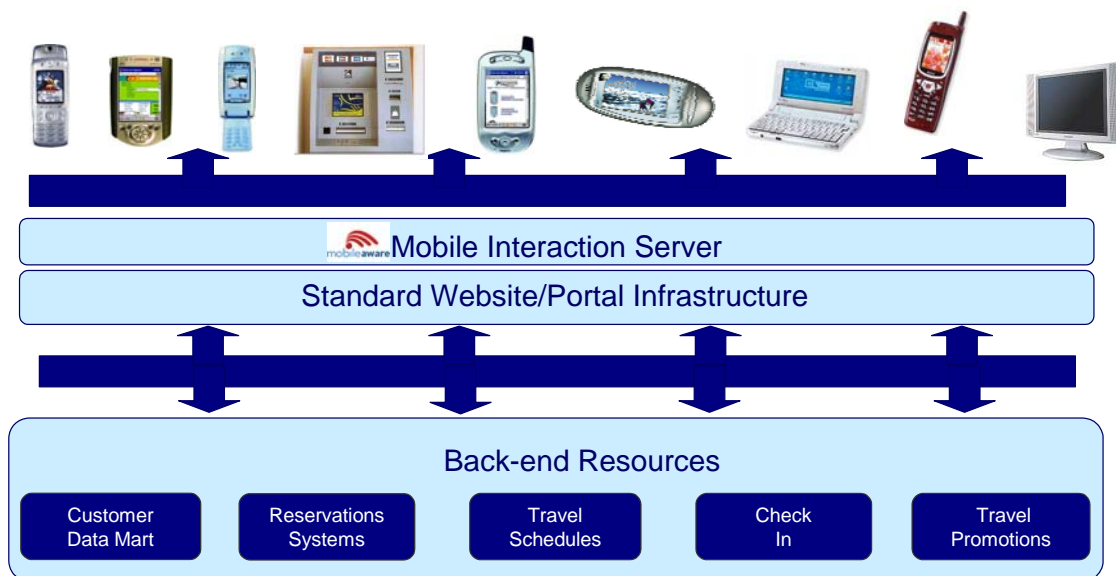 mobileaware Mobile Interaction Server
Standard Website/Portal Infrastructure
Back-end Resources
Customer
Data Mart
Reservations
Systems
Travel
Schedules
Check
In
Travel
Promotions